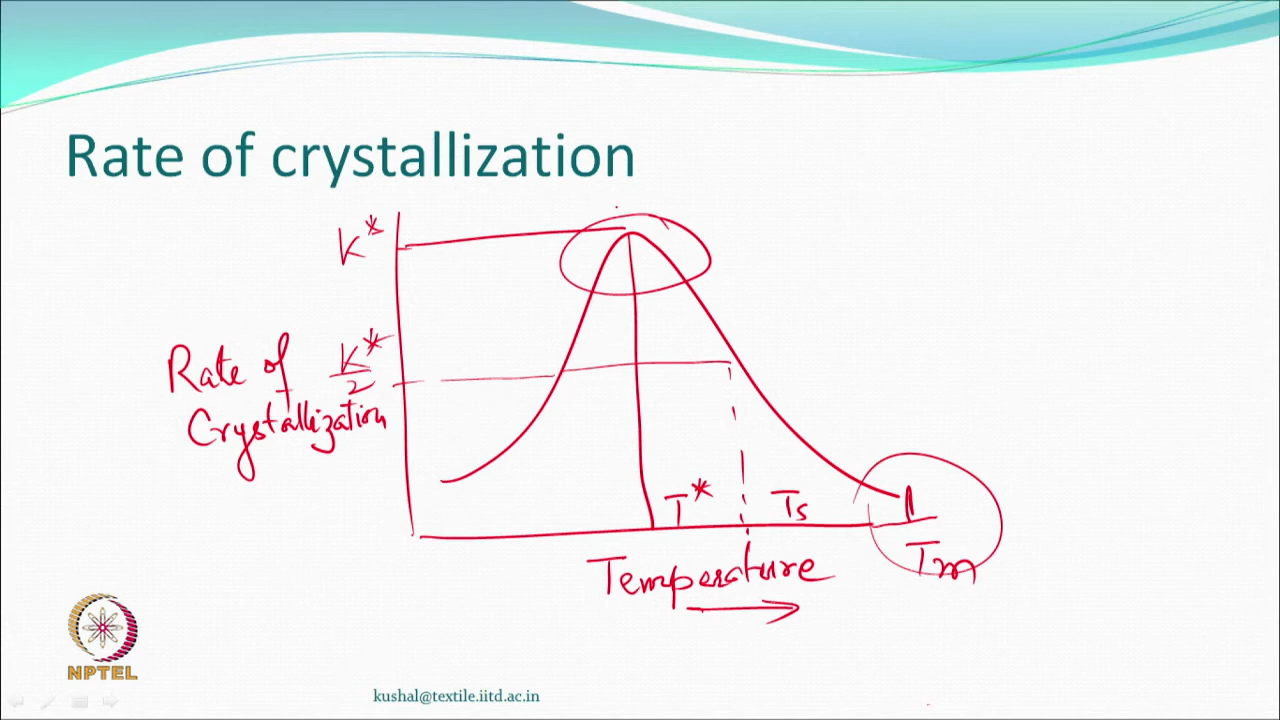 Rate of crystallization
K*
Rate of
Crystallization
K*
2
T*
Ts
Tm
Temperature
NPTEL
kushal@textile.iitd.ac.in